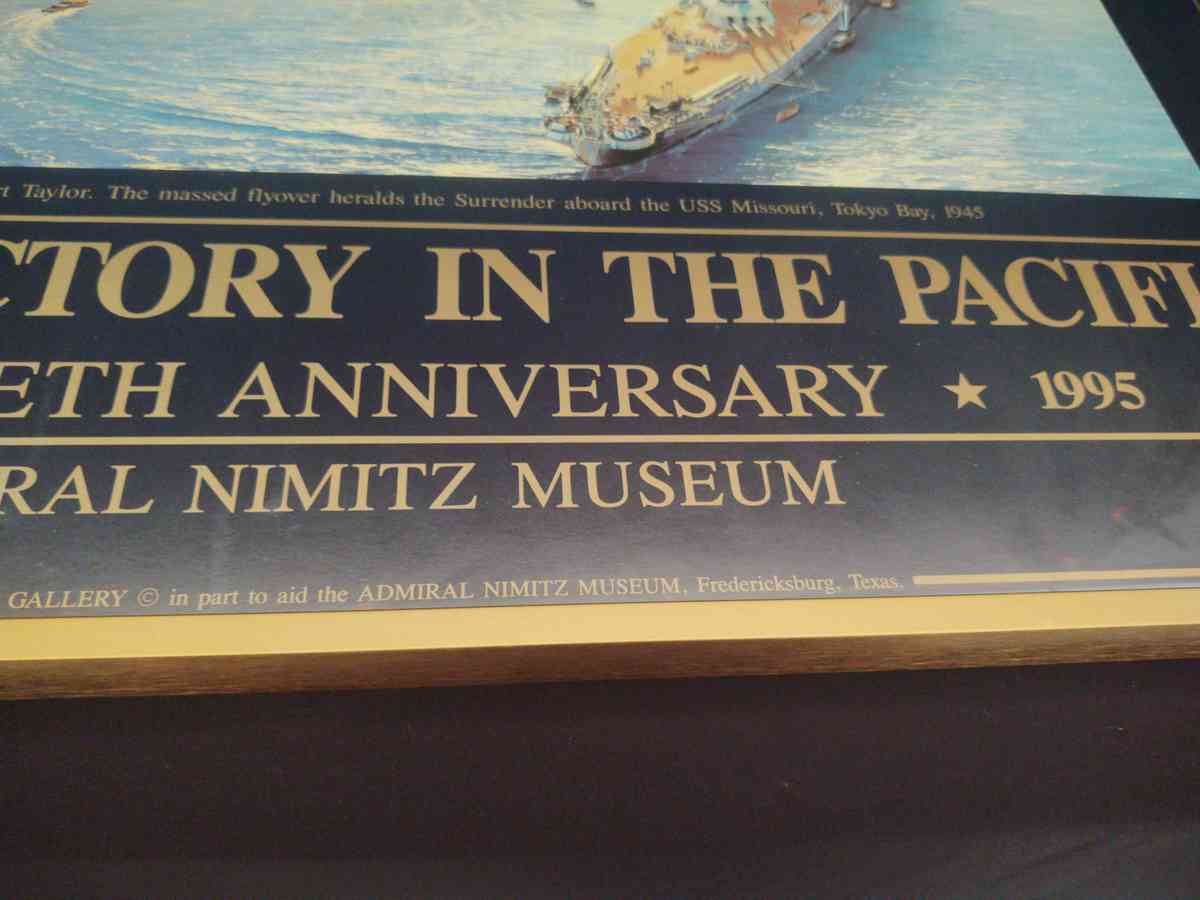 rt Taylor. The massed flyover heralds the Surrender aboard the USS Missouri, Tokyo Bay, 1945
CTORY IN THE PACIFI
ETH ANNIVERSARY ★ 1995
RAL NIMITZ MUSEUM
GALLERY © in part to aid the ADMIRAL NIMITZ MUSEUM, Fredericksburg, Texas.